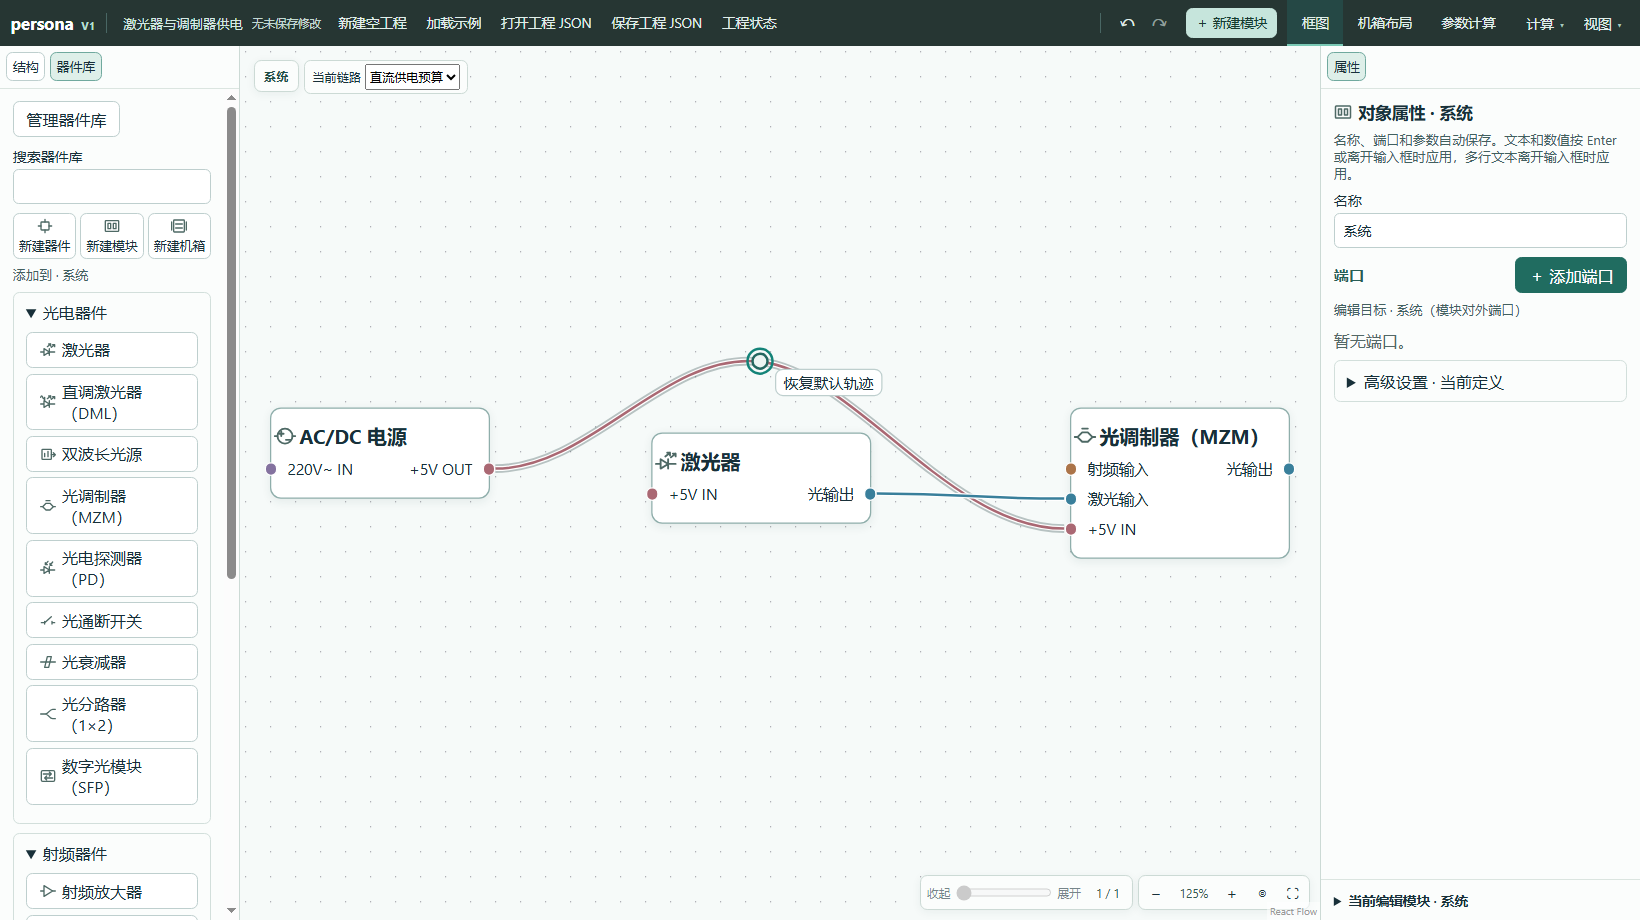 persona V1 激光器与调制器供电 无未保存修改 新建空工程 加载示例 打开工程 JSON 保存工程 JSON 工程状态 + 新建模块 框图 机箱布局 参数计算 计算 视图
结构 器件库
管理器件库
搜索器件库
新建器件 新建模块 新建机箱
添加到 · 系统
光电器件
激光器
直调激光器
（DML）
双波长光源
光调制器
（MZM）
光电探测器
（PD）
光通断开关
光衰减器
光分路器
（1×2）
数字光模块
（SFP）
射频器件
射频放大器
系统 当前链路 直流供电预算
恢复默认轨迹
AC/DC 电源
220V~ IN +5V OUT
激光器
+5V IN 光输出
光调制器（MZM）
射频输入 光输出
激光输入
+5V IN
收起 展开 1 / 1
− 125% +
React Flow
属性
对象属性 · 系统
名称、端口和参数自动保存。文本和数值按 Enter
或离开输入框时应用，多行文本离开输入框时应
用。
名称
系统
端口 + 添加端口
编辑目标 · 系统（模块对外端口）
暂无端口。
高级设置 · 当前定义
当前编辑模块 · 系统